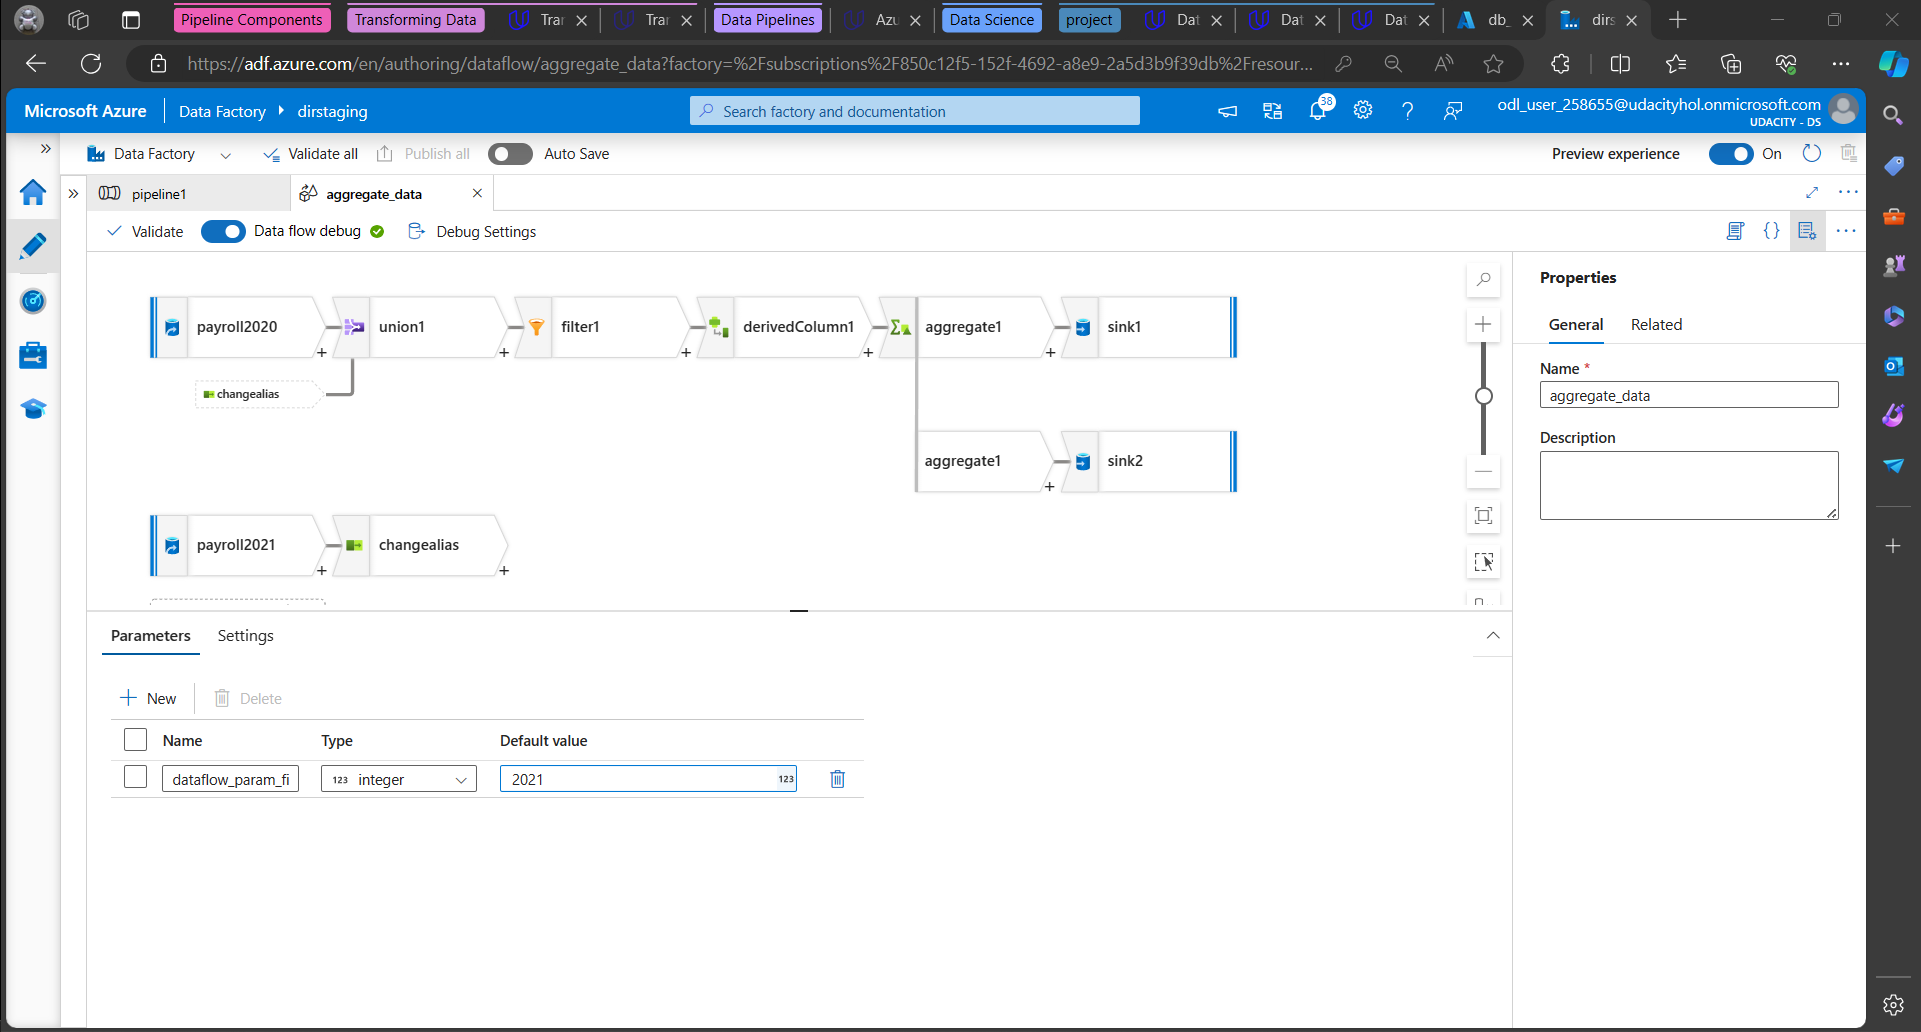 Pipeline Components
Transforming Data
Tra
Tra
Data Pipelines
Azu
Data Science
project
Dat
Dat
Dat
db_
dirs
https://adf.azure.com/en/authoring/dataflow/aggregate_data?factory=%2Fsubscriptions%2F850c12f5-152f-4692-a8e9-2a5d3b9f39db%2Fresour...
Microsoft Azure
Data Factory
dirstaging
Search factory and documentation
38
odl_user_258655@udacityhol.onmicrosoft.com
UDACITY - DS
Data Factory
Validate all
Publish all
Auto Save
Preview experience
On
pipeline1
aggregate_data
Validate
Data flow debug
Debug Settings
payroll2020
union1
filter1
derivedColumn1
aggregate1
sink1
changealias
aggregate1
sink2
payroll2021
changealias
Properties
General
Related
Name *
aggregate_data
Description
Parameters
Settings
New
Delete
Name
Type
Default value
dataflow_param_fi
123 integer
2021
123